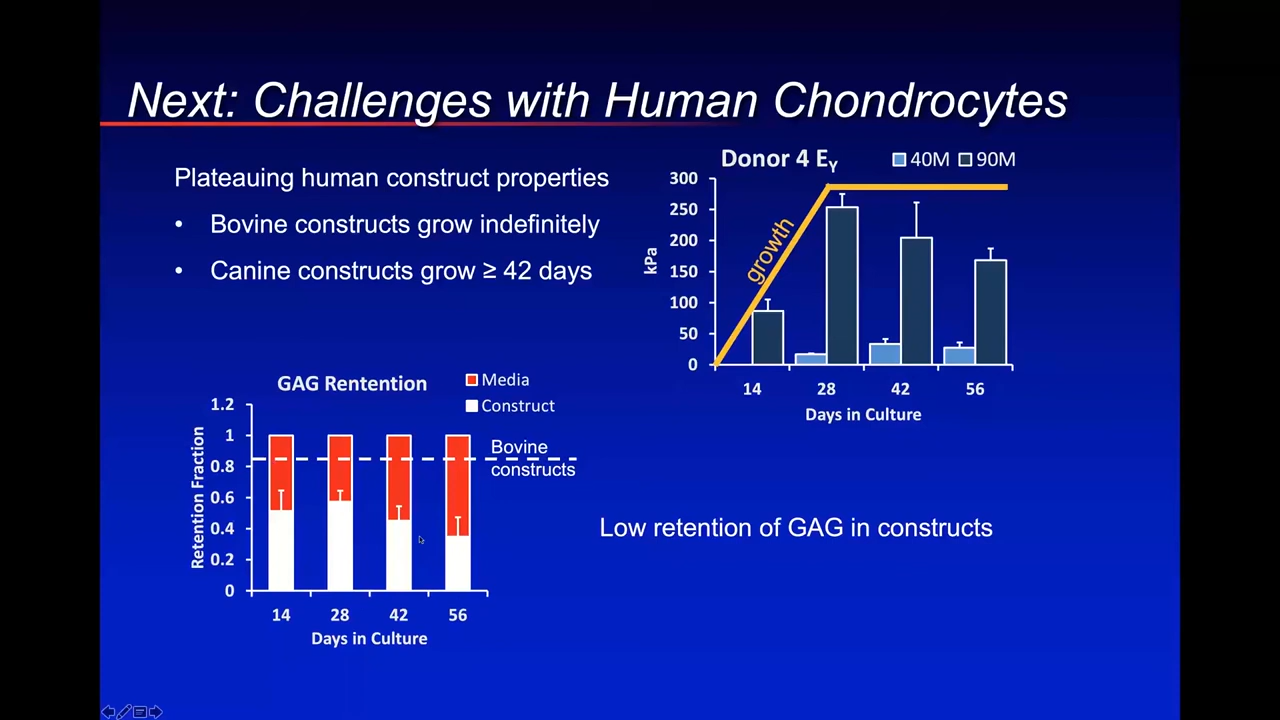 Next: Challenges with Human Chondrocytes
Plateauing human construct properties
• Bovine constructs grow indefinitely
• Canine constructs grow ≥ 42 days
Donor 4 EY
40M
90M
300
250
200
150
100
50
0
kPa
growth
14
28
42
56
Days in Culture
GAG Rentention
Media
Construct
1.2
1
0.8
0.6
0.4
0.2
0
Retention Fraction
Bovine
constructs
14
28
42
56
Days in Culture
Low retention of GAG in constructs